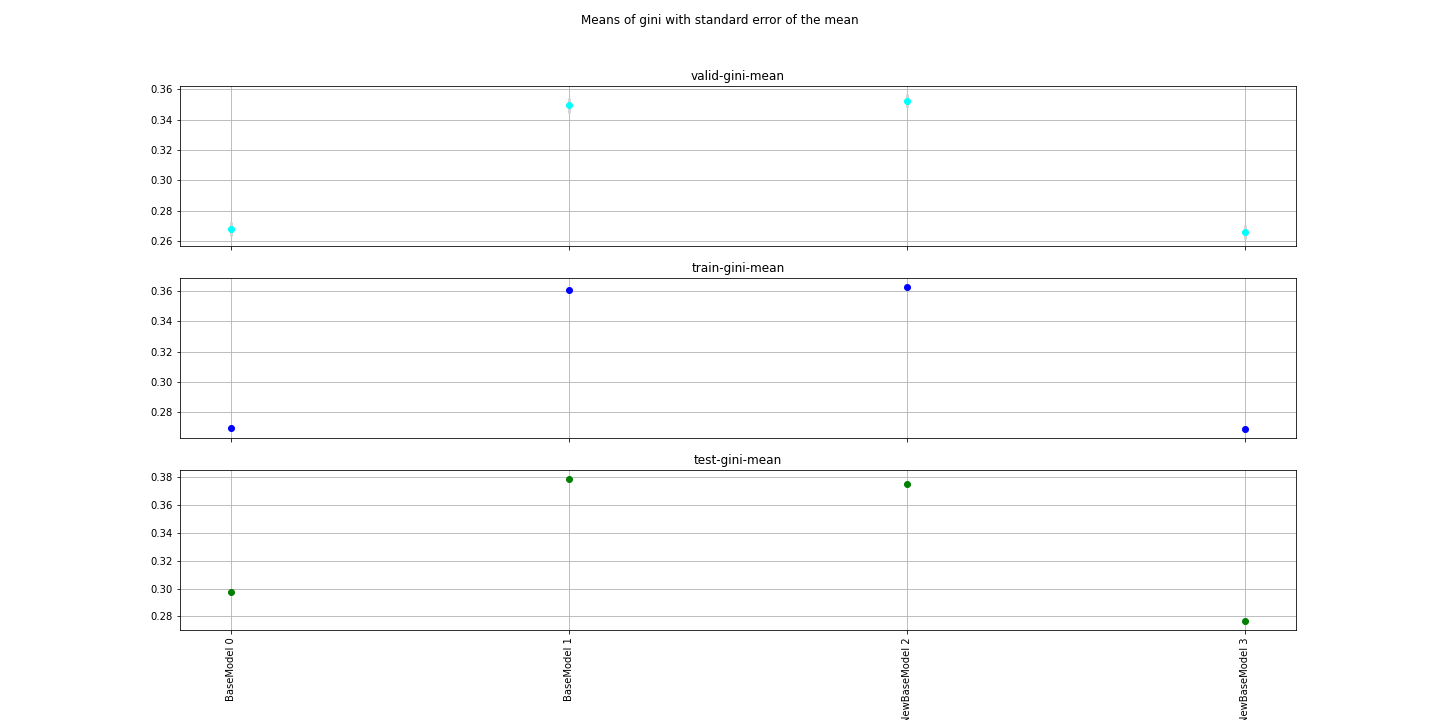 Means of gini with standard error of the mean
valid-gini-mean
0.36
0.34
0.32
0.30
0.28
0.26
train-gini-mean
0.36
0.34
0.32
0.30
0.28
test-gini-mean
0.38
0.36
0.34
0.32
0.30
0.28
BaseModel 0
BaseModel 1
NewBaseModel 2
NewBaseModel 3